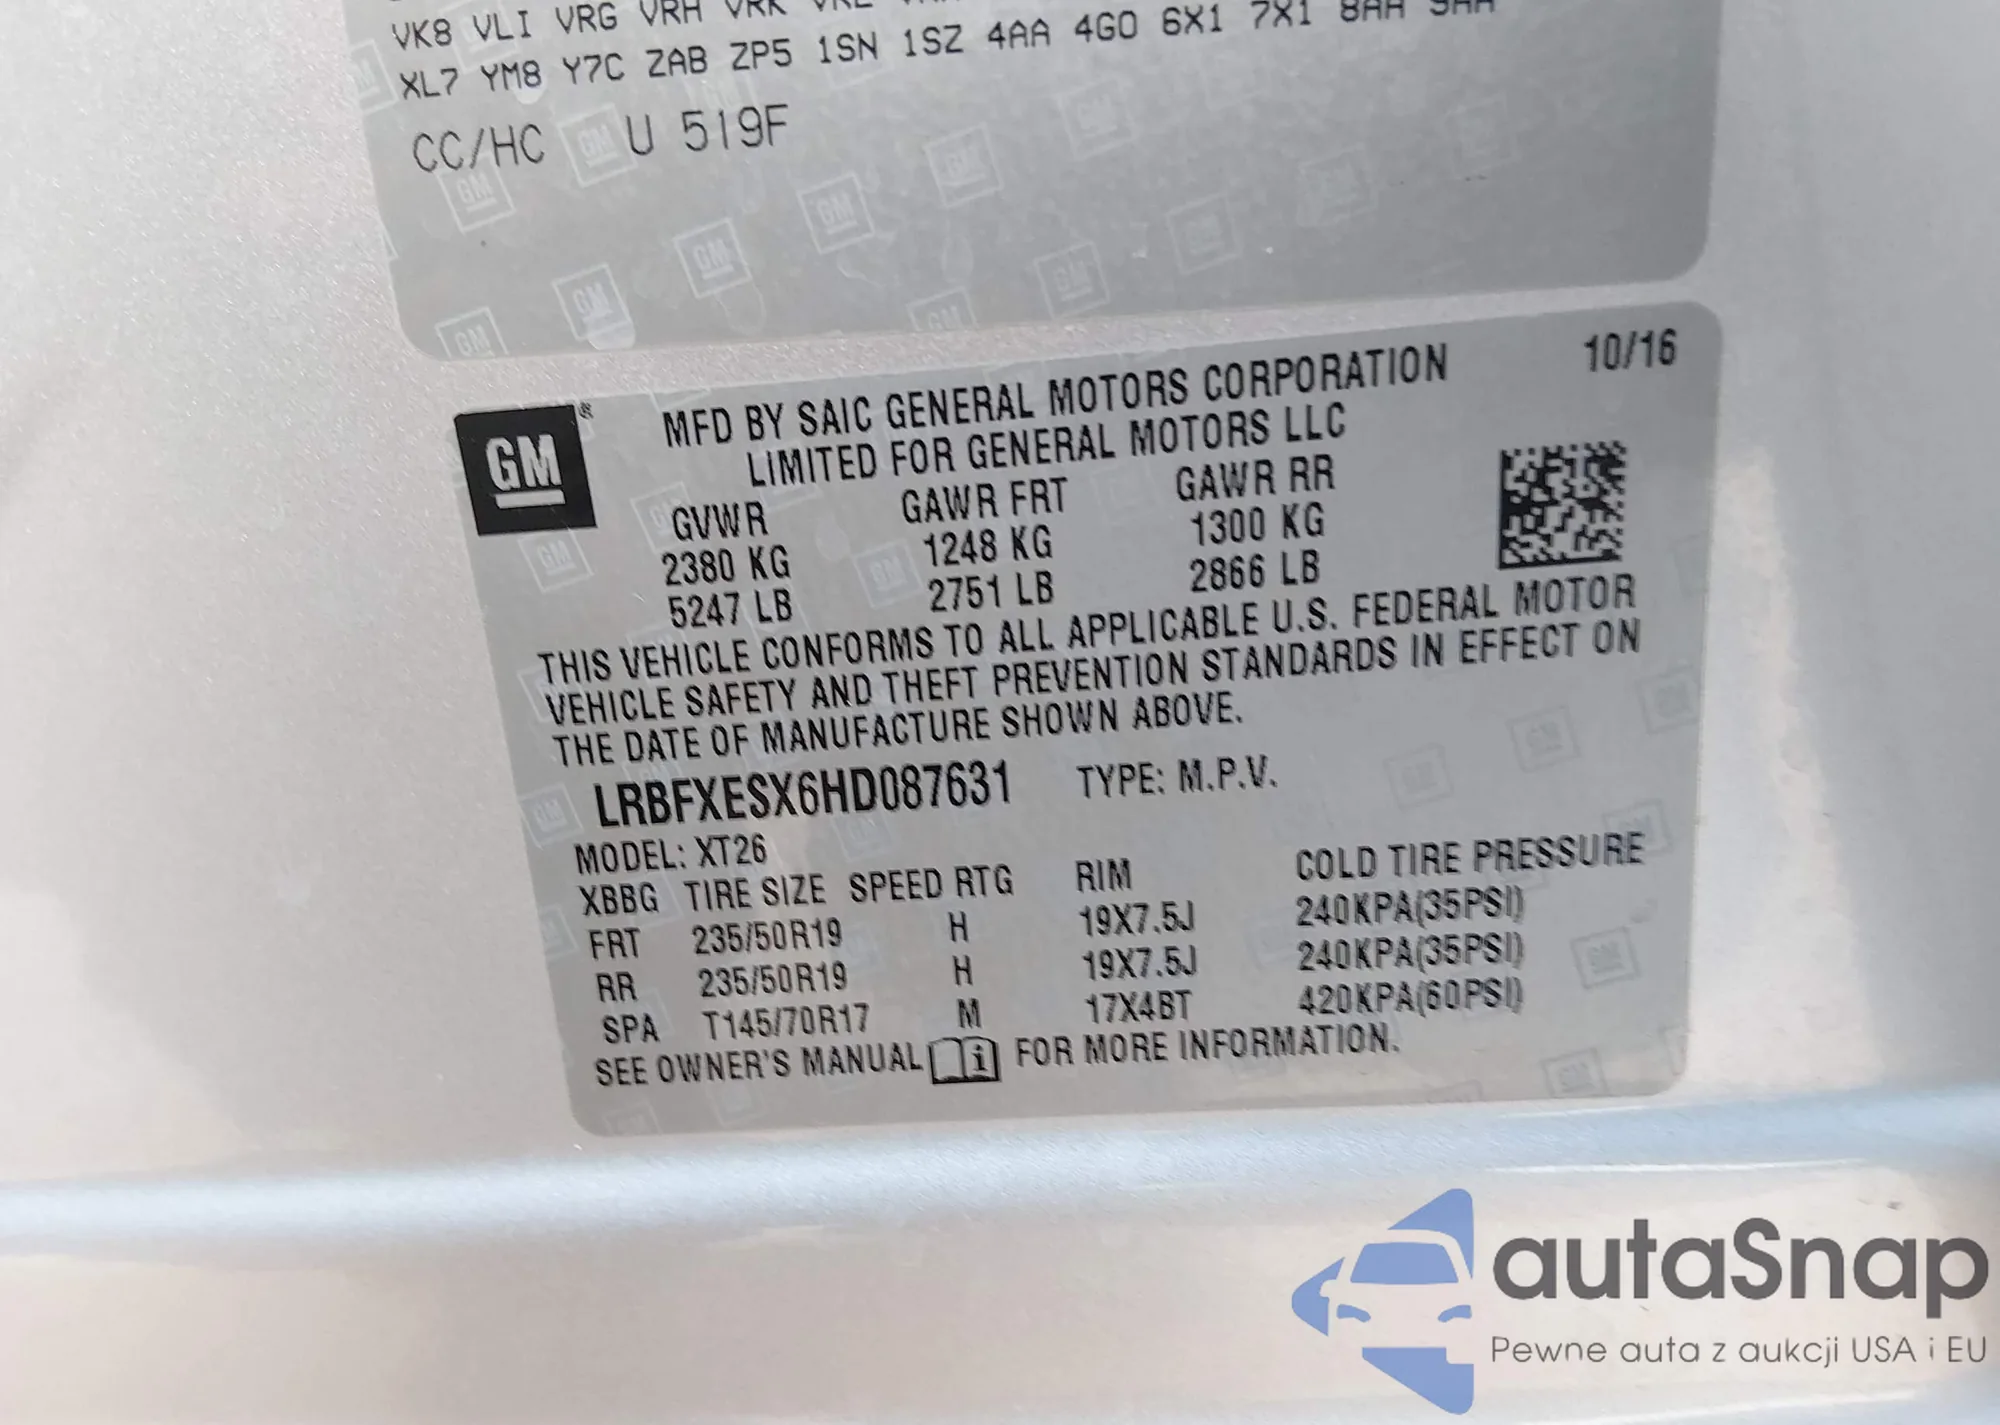 VK8 VLI VRG VRH VRK
XL7 YM8 Y7C ZAB ZP5 1SN 1SZ 4AA 4GO 6X1 7X1 8AA 9AA
CC/HC U 519F
10/16
GM®
MFD BY SAIC GENERAL MOTORS CORPORATION
LIMITED FOR GENERAL MOTORS LLC
GVWR GAWR FRT GAWR RR
2380 KG 1248 KG 1300 KG
5247 LB 2751 LB 2866 LB
THIS VEHICLE CONFORMS TO ALL APPLICABLE U.S. FEDERAL MOTOR
VEHICLE SAFETY AND THEFT PREVENTION STANDARDS IN EFFECT ON
THE DATE OF MANUFACTURE SHOWN ABOVE.
LRBFXESX6HD087631 TYPE: M.P.V.
MODEL: XT26
XBBG TIRE SIZE SPEED RTG RIM COLD TIRE PRESSURE
FRT 235/50R19 H 19X7.5J 240KPA(35PSI)
RR 235/50R19 H 19X7.5J 240KPA(35PSI)
SPA T145/70R17 M 17X4BT 420KPA(60PSI)
SEE OWNER'S MANUAL FOR MORE INFORMATION.
autaSnap
Pewne auta z aukcji USA i EU